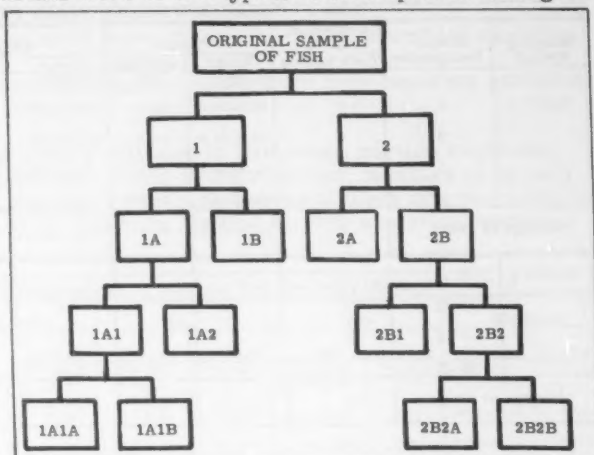 ORIGINAL SAMPLE
OF FISH
1 2
1A 1B 2A 2B
1A1 1A2 2B1 2B2
1A1A 1A1B 2B2A 2B2B